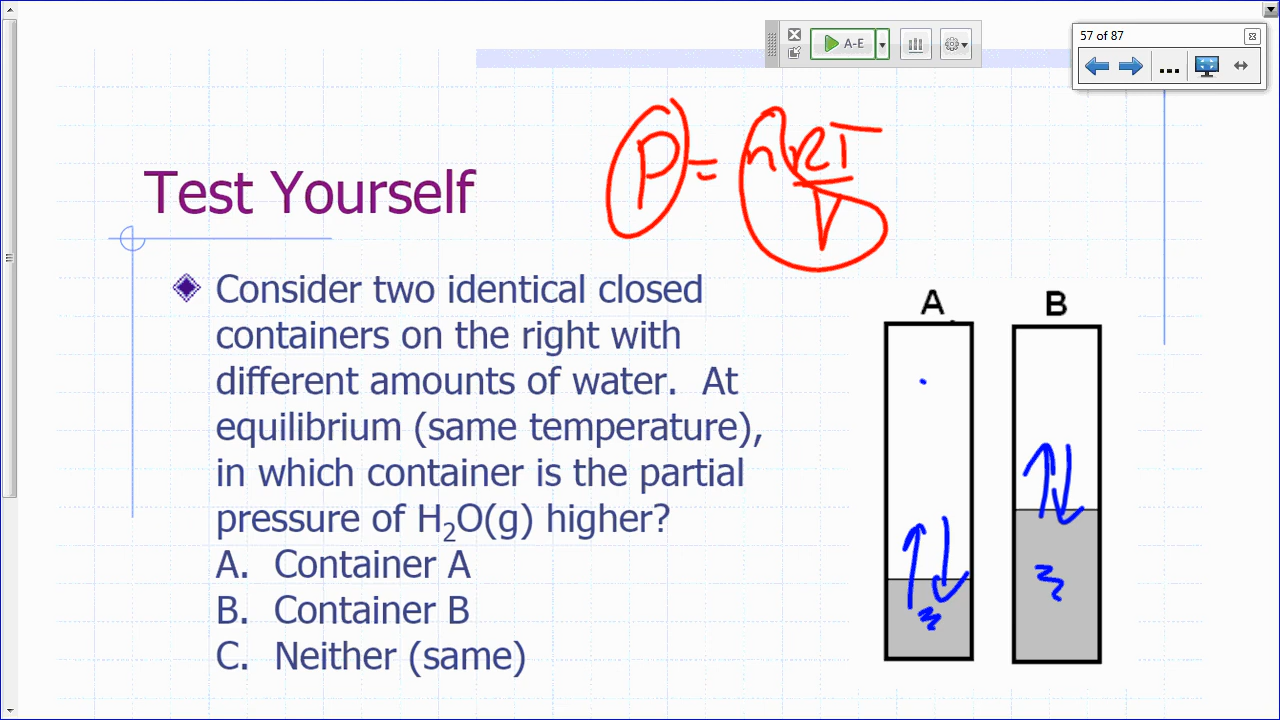 A-E
57 of 87
P = nRT
V
Test Yourself
Consider two identical closed
containers on the right with
different amounts of water. At
equilibrium (same temperature),
in which container is the partial
pressure of H₂O(g) higher?
A. Container A
B. Container B
C. Neither (same)
A
B